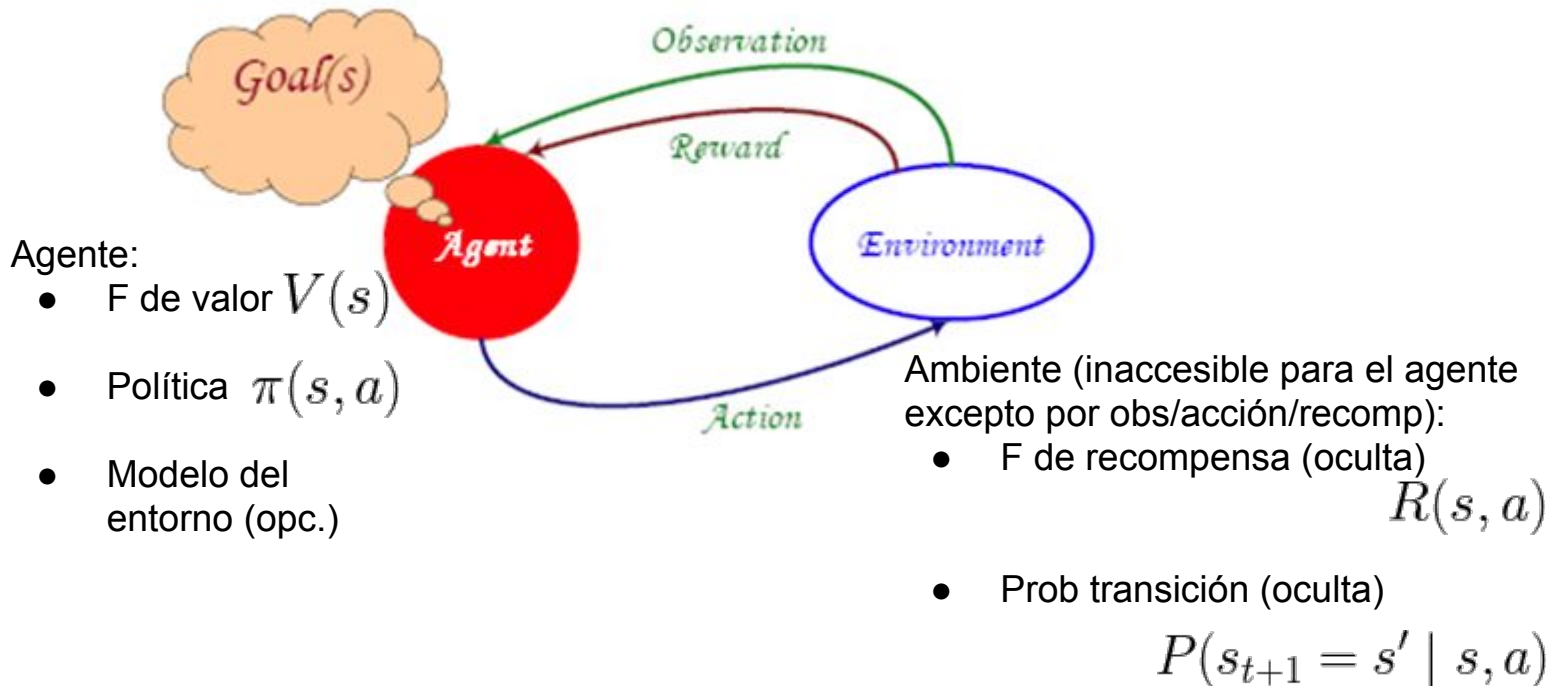 Goal(s)
Observation
Reward
Agent
Environment
Action
Agente:
● F de valor V(s)
● Política π(s, a)
● Modelo del
entorno (opc.)
Ambiente (inaccesible para el agente
excepto por obs/acción/recomp):
● F de recompensa (oculta)
R(s, a)
● Prob transición (oculta)
P(sₜ₊₁ = s′ | s, a)